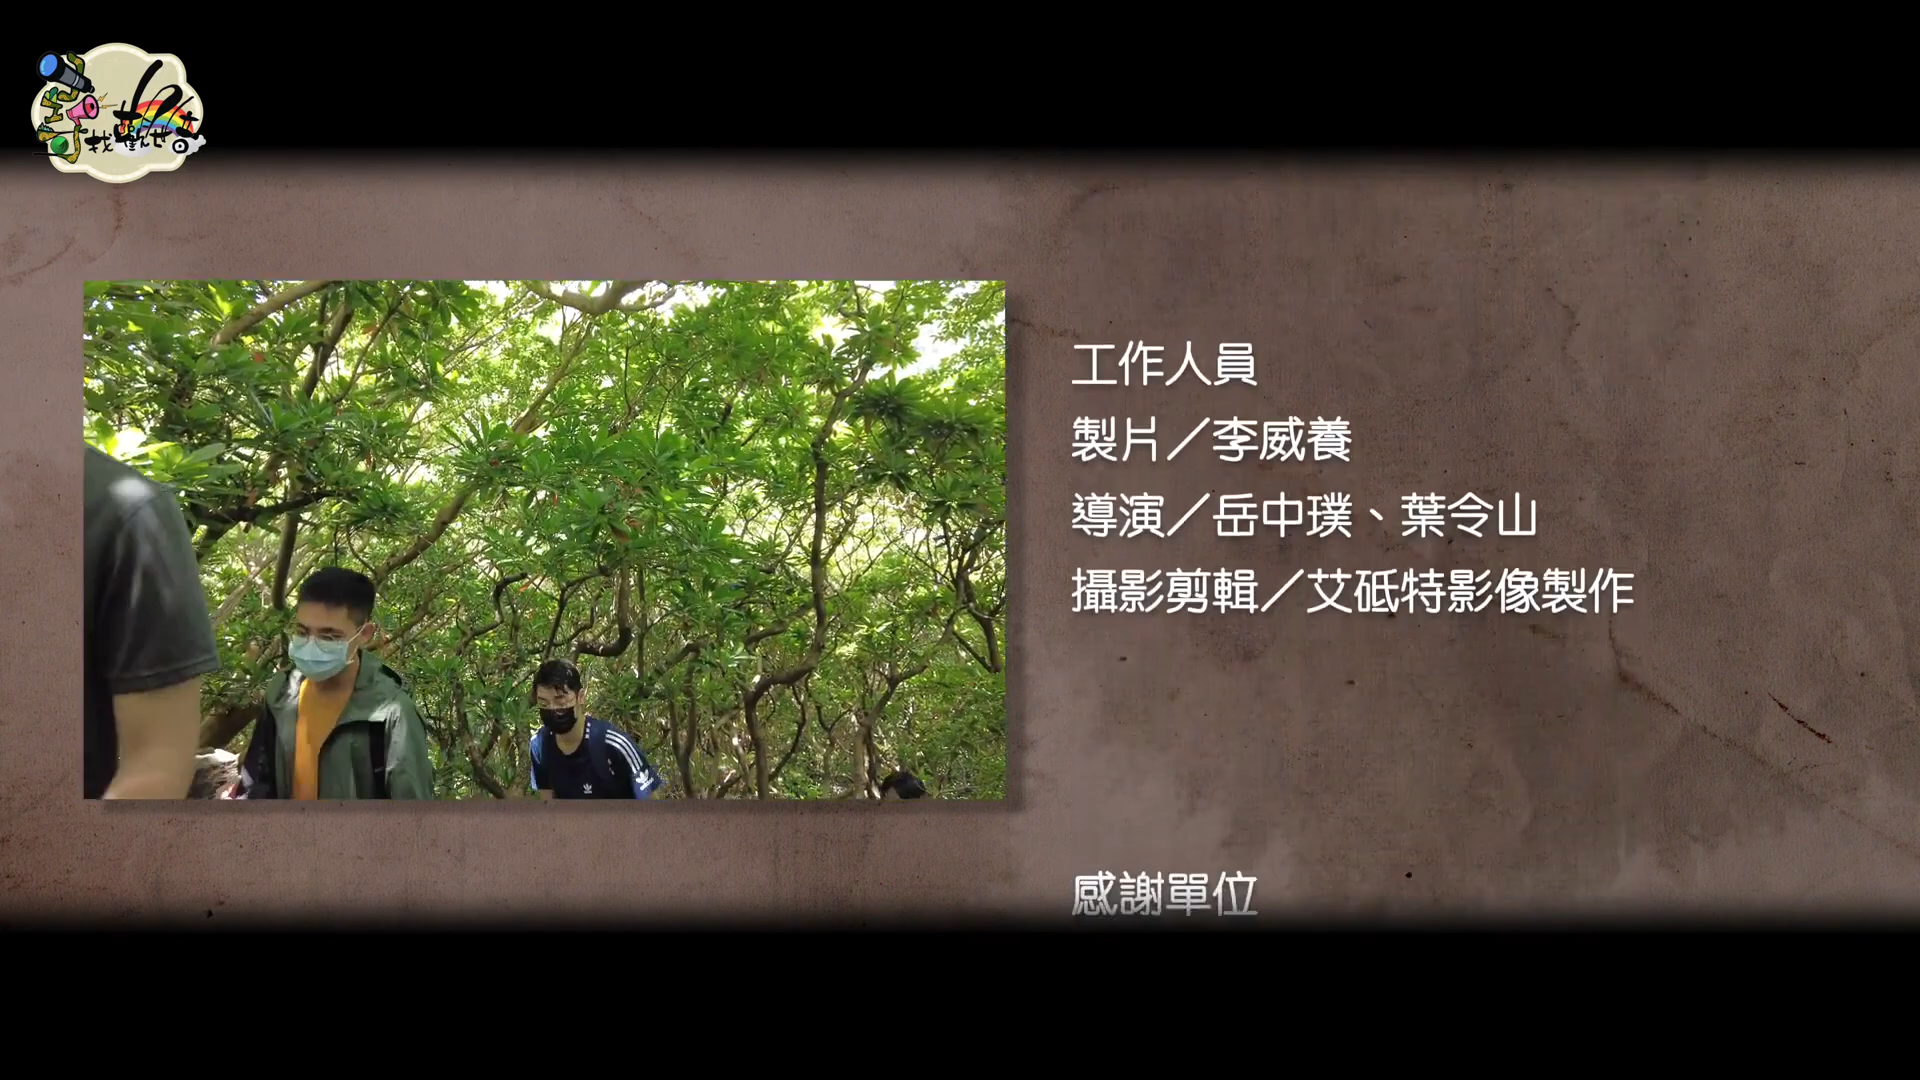 工作人員
製片／李威養
導演／岳中璞、葉令山
攝影剪輯／艾砥特影像製作
感謝單位